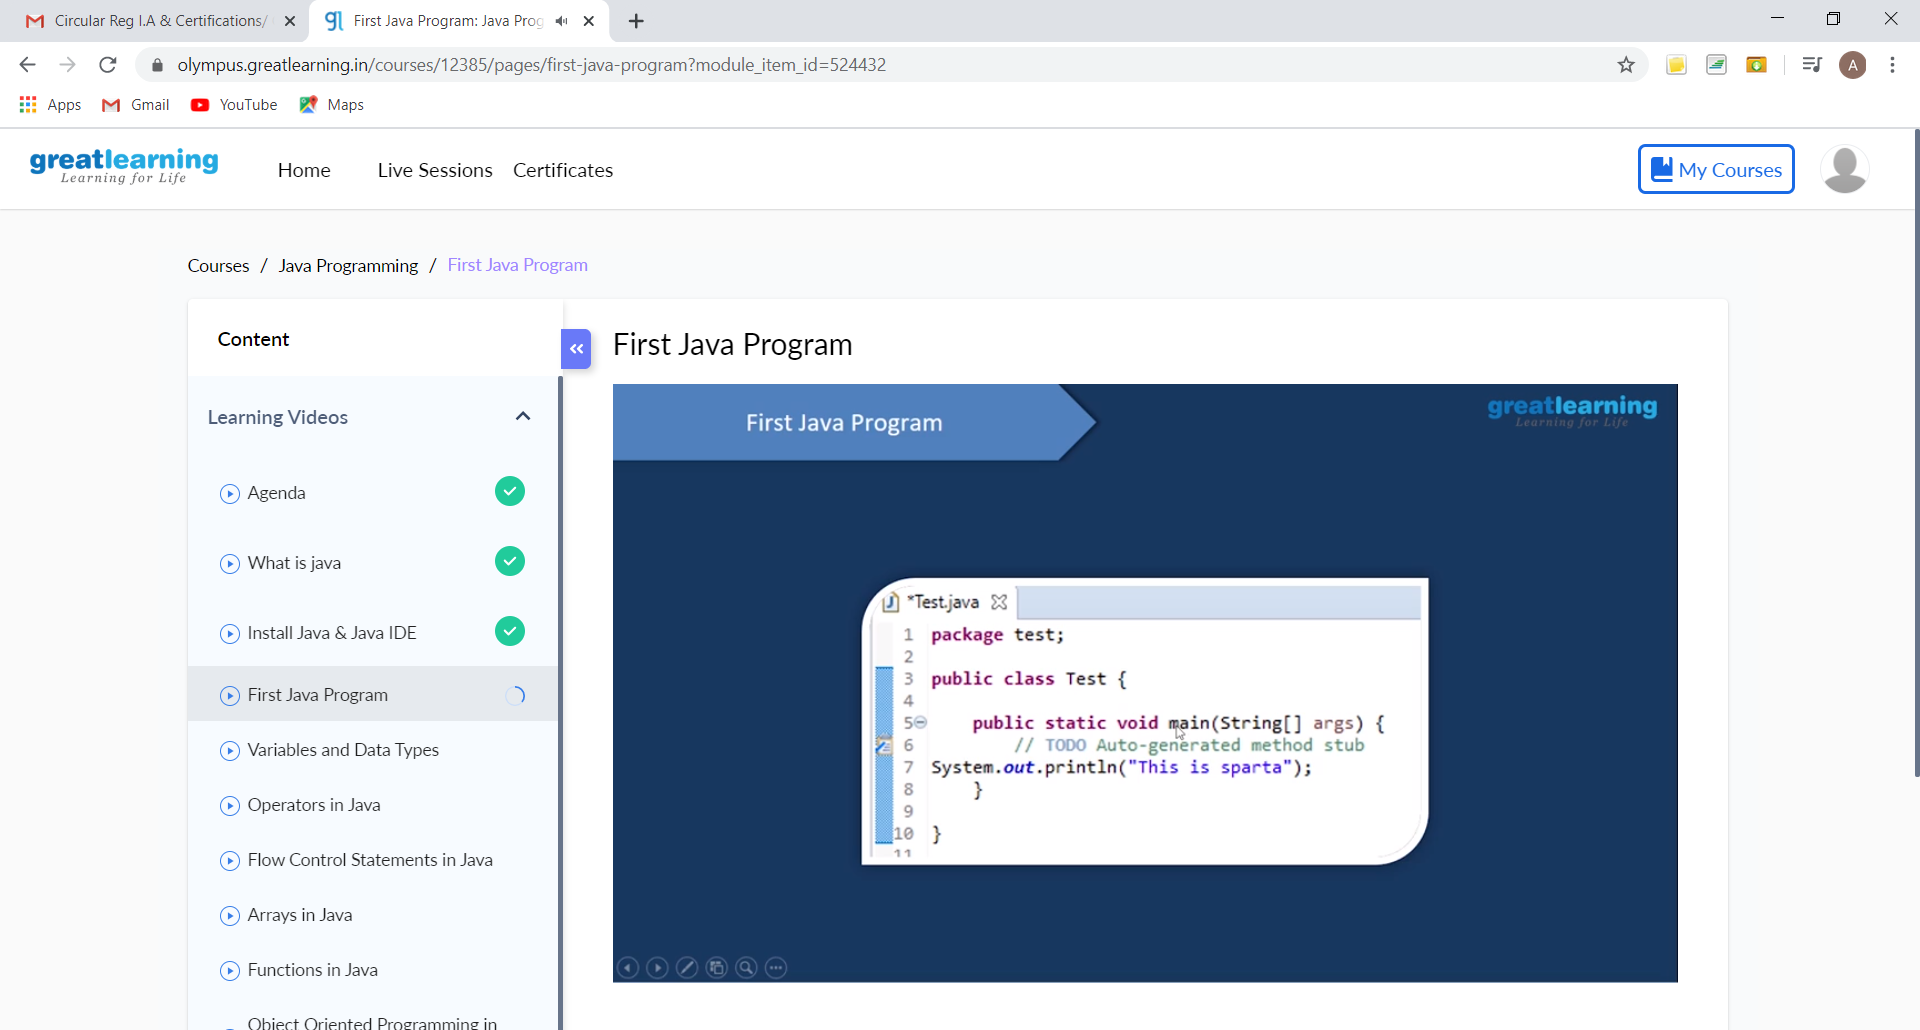 Circular Reg I.A & Certifications/
First Java Program: Java Prog
olympus.greatlearning.in/courses/12385/pages/first-java-program?module_item_id=524432
A
Apps Gmail YouTube Maps
greatlearning
Learning for Life
Home Live Sessions Certificates
My Courses
Courses / Java Programming / First Java Program
Content
Learning Videos
Agenda
What is java
Install Java & Java IDE
First Java Program
Variables and Data Types
Operators in Java
Flow Control Statements in Java
Arrays in Java
Functions in Java
Object Oriented Programming in
First Java Program
First Java Program
greatlearning
Learning for Life
*Test.java
1 package test;
2
3 public class Test {
4
5 public static void main(String[] args) {
6 // TODO Auto-generated method stub
7 System.out.println("This is sparta");
8 }
9
10 }
11